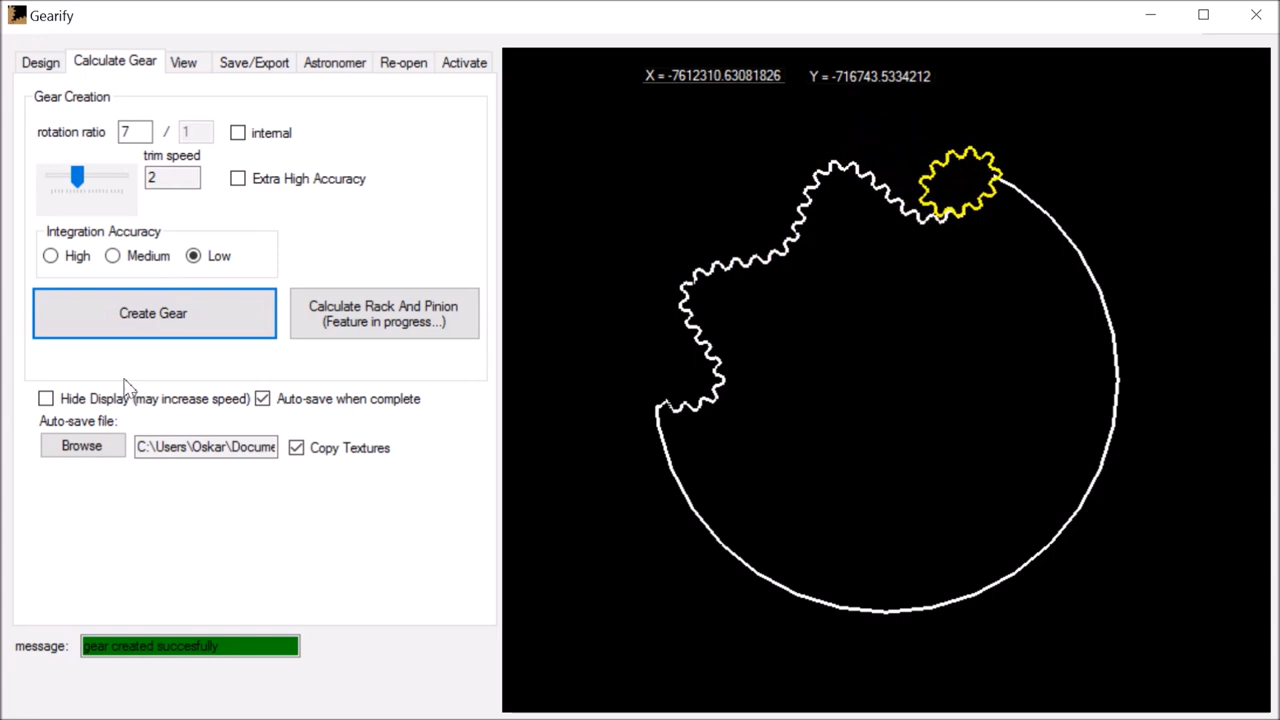 Gearify
Design Calculate Gear View Save/Export Astronomer Re-open Activate
X = -7612310.63081826 Y = -716743.5334212
Gear Creation
rotation ratio 7 / 1 internal
trim speed
2 Extra High Accuracy
Integration Accuracy
High Medium Low
Create Gear
Calculate Rack And Pinion
(Feature in progress...)
Hide Display (may increase speed) Auto-save when complete
Auto-save file:
Browse C:\Users\Oskar\Docume Copy Textures
message: gear created succesfully